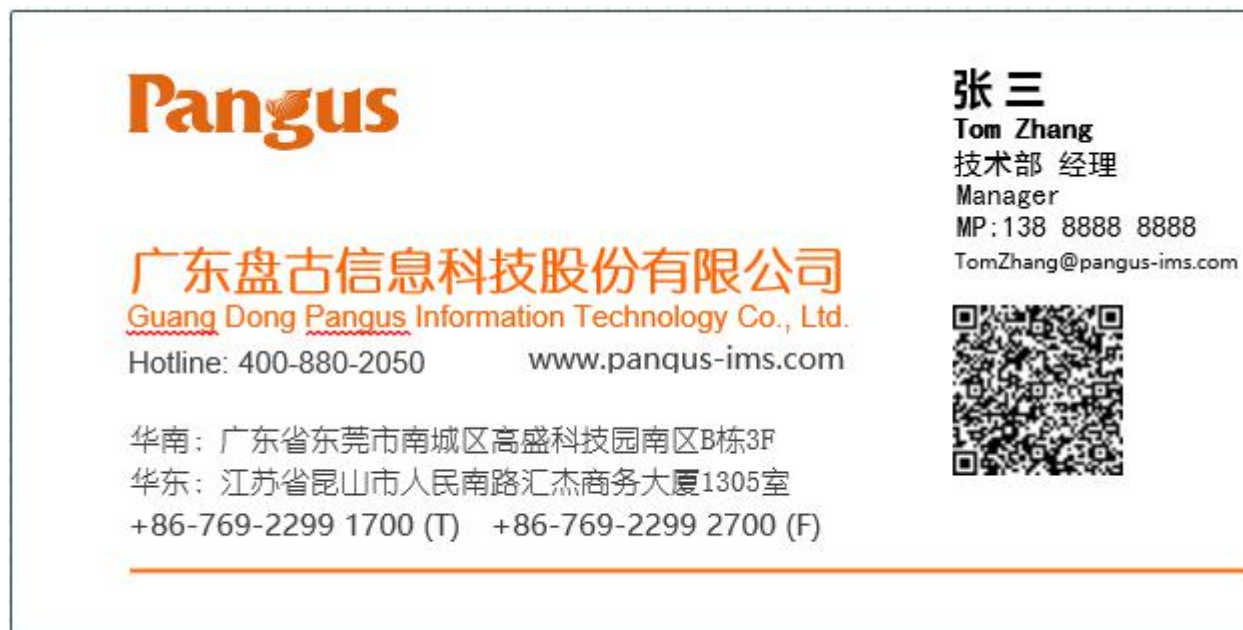 Pangus
广东盘古信息科技股份有限公司
Guang Dong Pangus Information Technology Co., Ltd.
Hotline: 400-880-2050 www.pangus-ims.com
华南：广东省东莞市南城区高盛科技园南区B栋3F
华东：江苏省昆山市人民南路汇杰商务大厦1305室
+86-769-2299 1700 (T) +86-769-2299 2700 (F)
张 三
Tom Zhang
技术部 经理
Manager
MP:138 8888 8888
TomZhang@pangus-ims.com